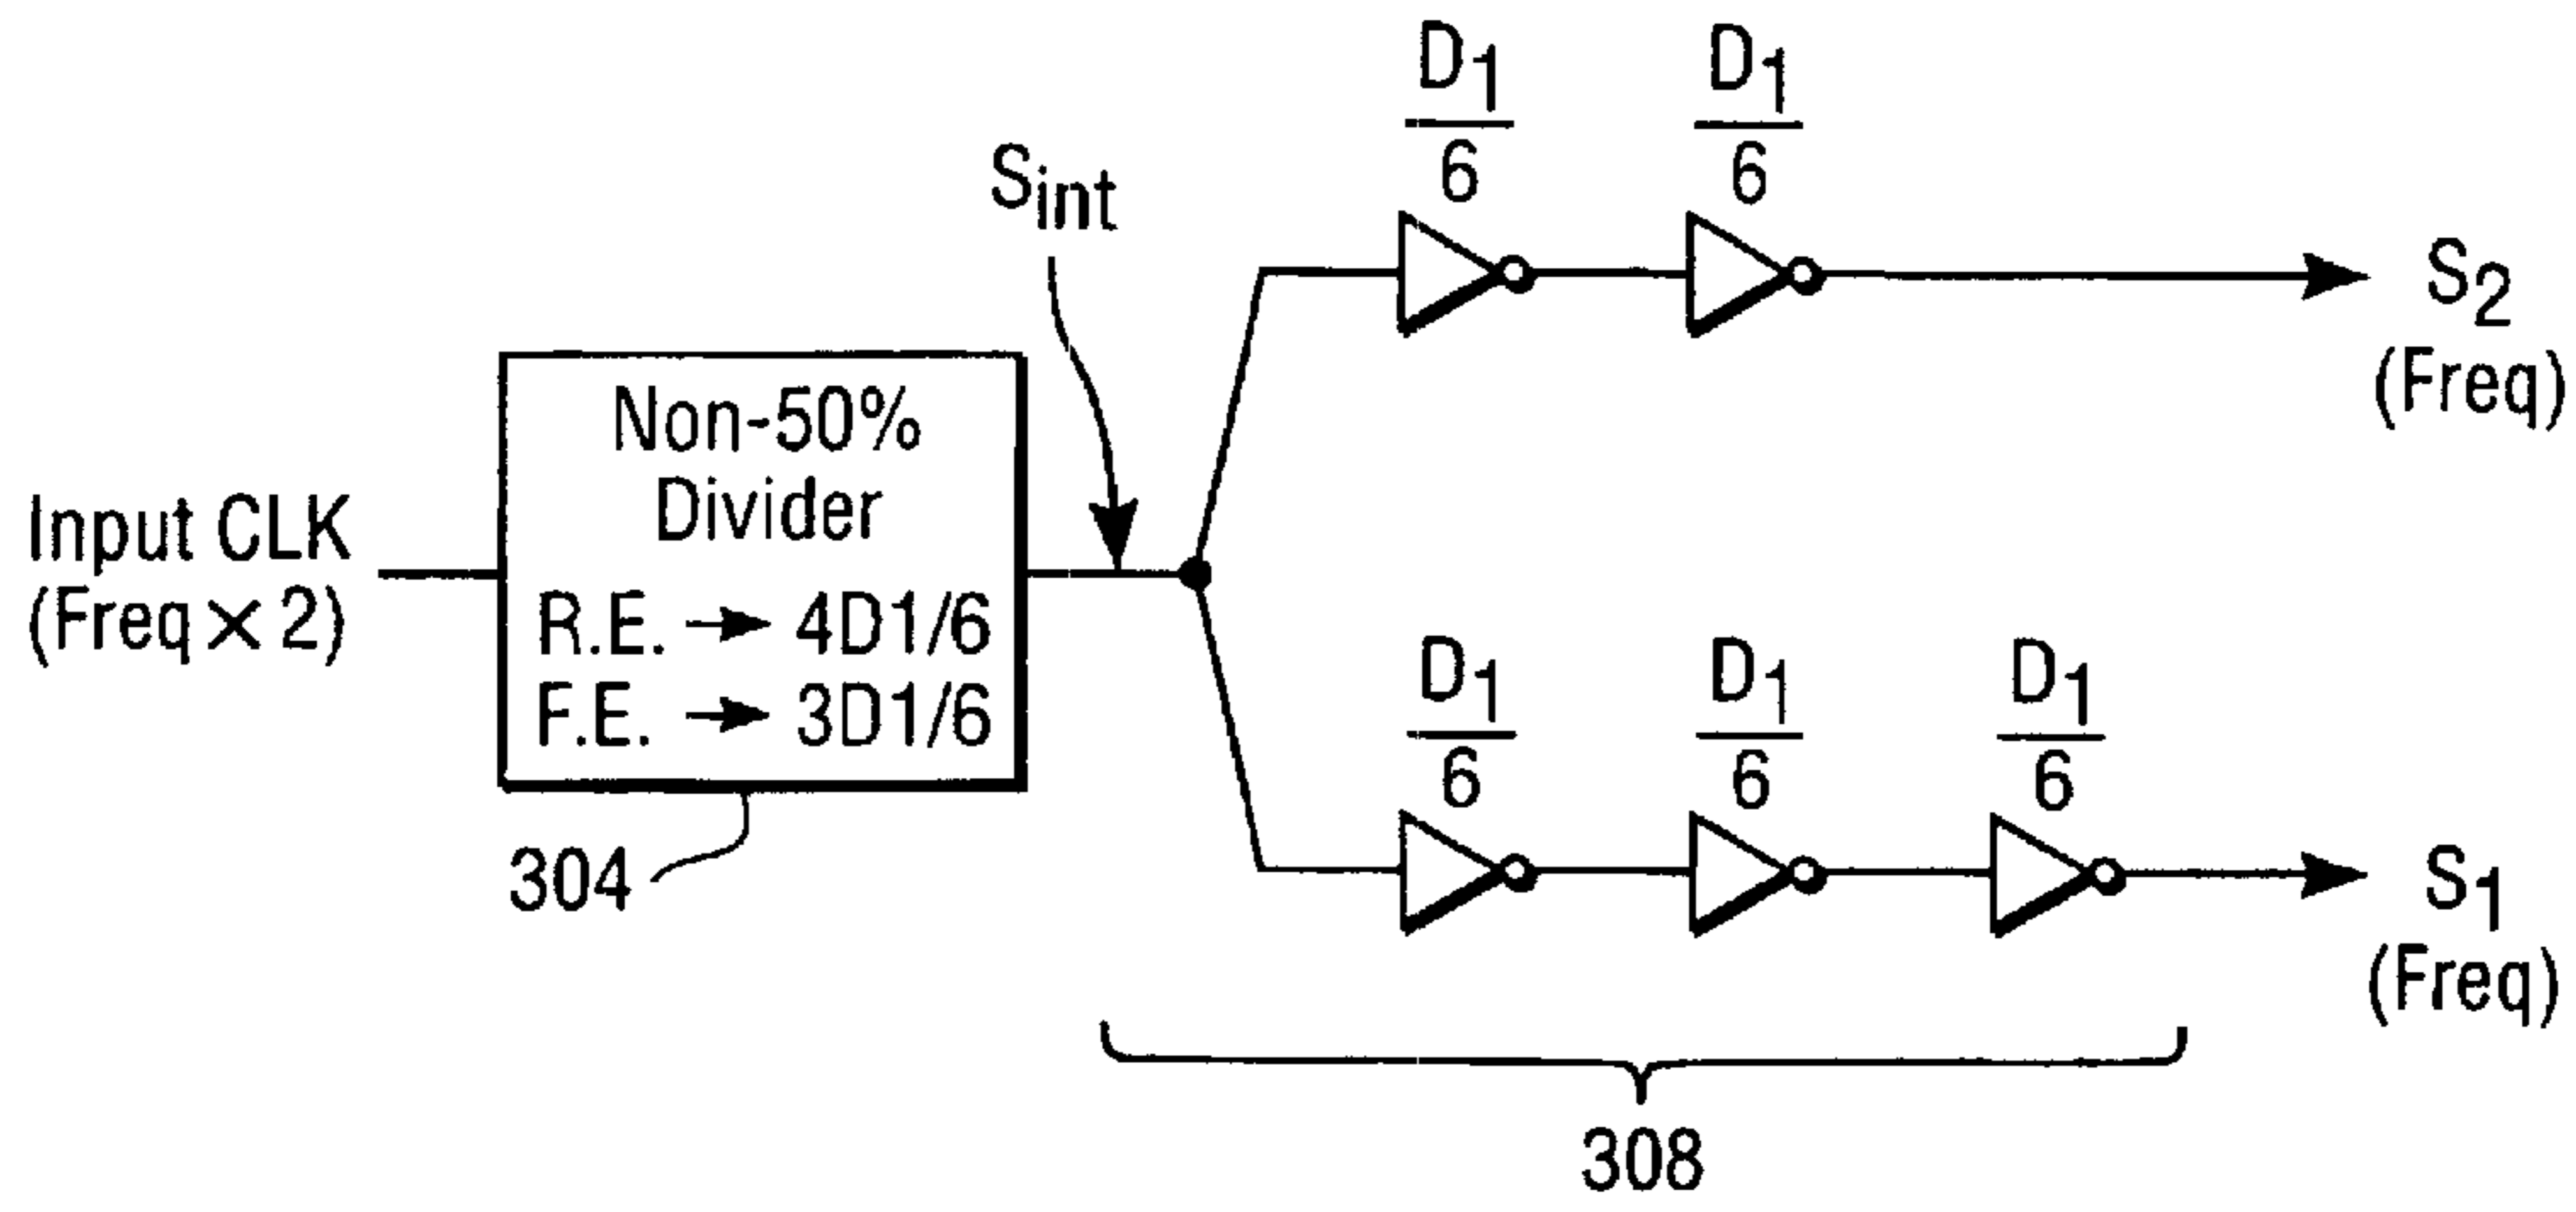 D1/6 D1/6
Sint
S2
(Freq)
Non-50%
Divider
R.E. → 4D1/6
F.E. → 3D1/6
Input CLK
(Freq × 2)
304
D1/6 D1/6 D1/6
S1
(Freq)
308